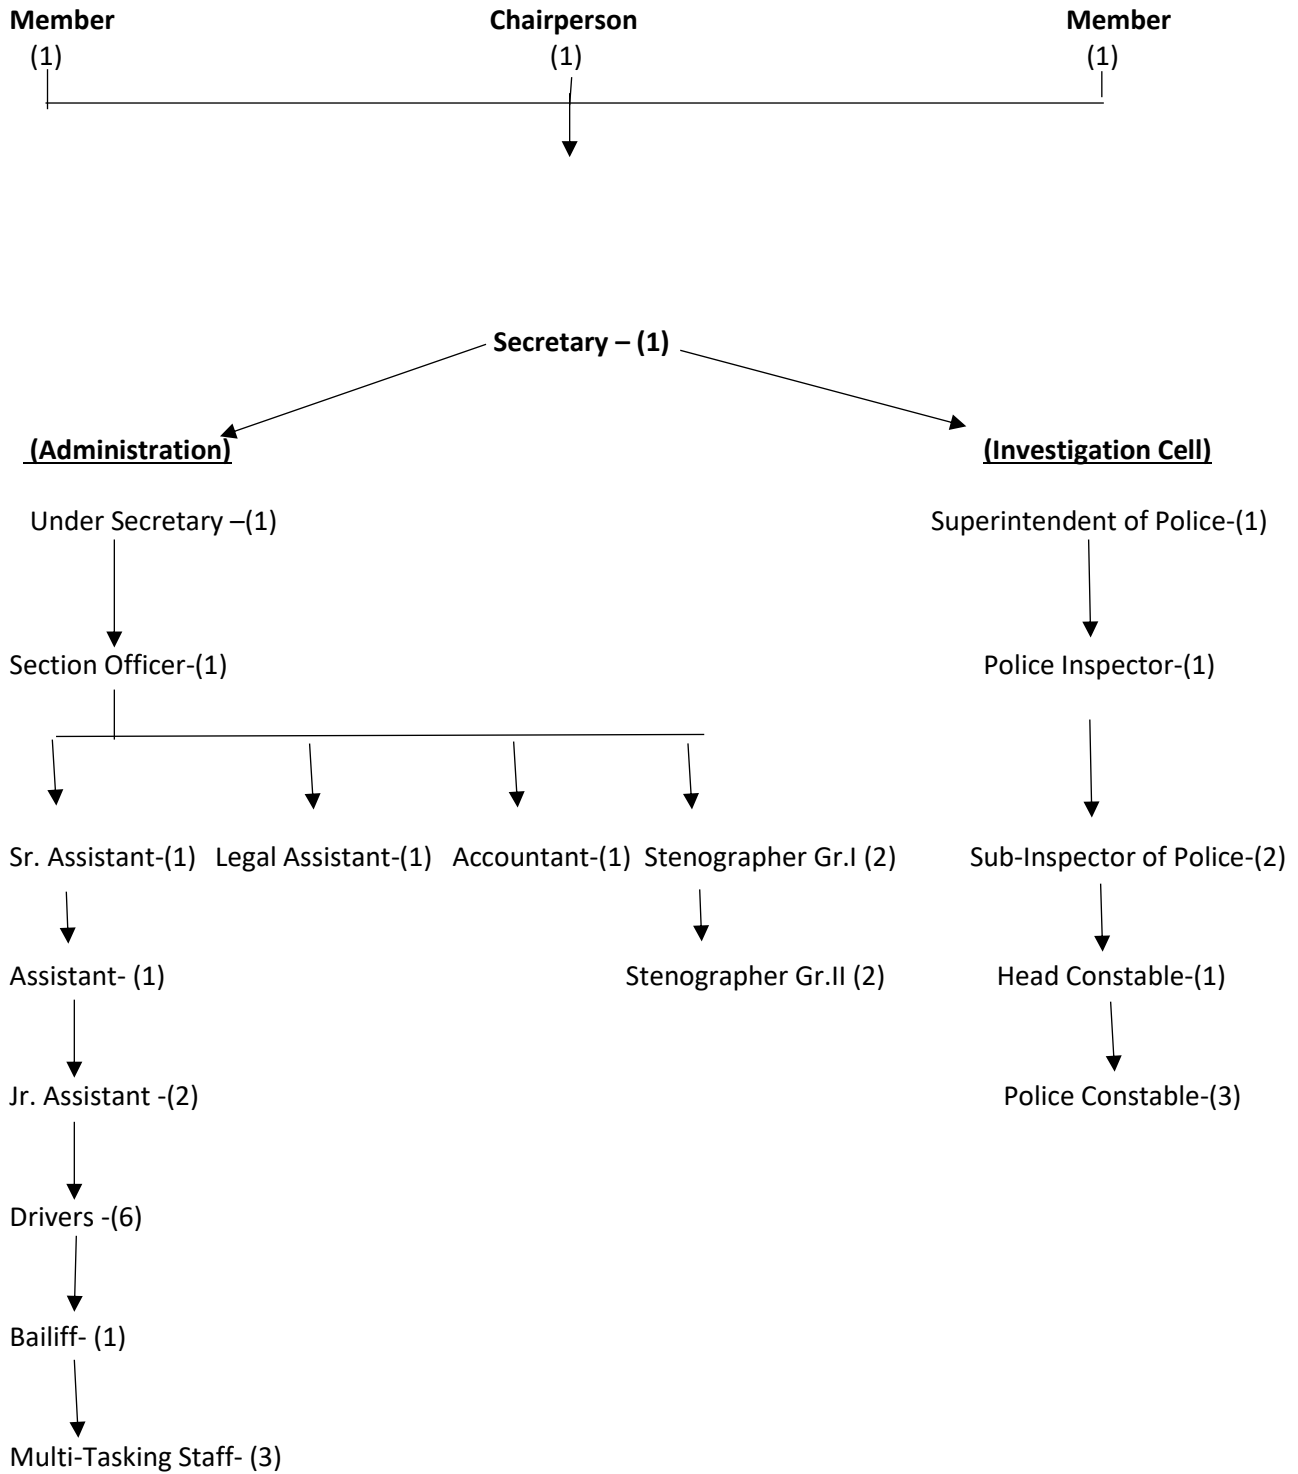 Member Chairperson Member
(1) (1) (1)
Secretary – (1)
(Administration) (Investigation Cell)
Under Secretary –(1) Superintendent of Police-(1)
Section Officer-(1) Police Inspector-(1)
Sr. Assistant-(1) Legal Assistant-(1) Accountant-(1) Stenographer Gr.I (2) Sub-Inspector of Police-(2)
Assistant- (1) Stenographer Gr.II (2) Head Constable-(1)
Jr. Assistant -(2) Police Constable-(3)
Drivers -(6)
Bailiff- (1)
Multi-Tasking Staff- (3)